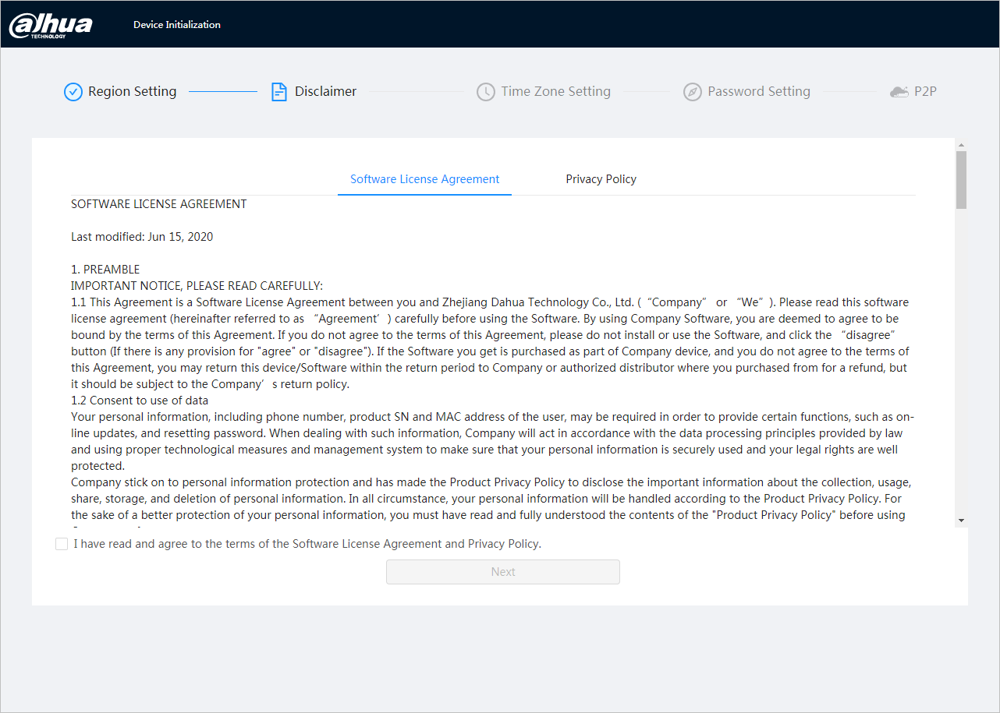 alhua
TECHNOLOGY
Device Initialization
Region Setting
Disclaimer
Time Zone Setting
Password Setting
P2P
Software License Agreement
Privacy Policy
SOFTWARE LICENSE AGREEMENT
Last modified: Jun 15, 2020
1. PREAMBLE
IMPORTANT NOTICE, PLEASE READ CAREFULLY:
1.1 This Agreement is a Software License Agreement between you and Zhejiang Dahua Technology Co., Ltd. (“Company” or “We”). Please read this software
license agreement (hereinafter referred to as “Agreement’) carefully before using the Software. By using Company Software, you are deemed to agree to be
bound by the terms of this Agreement. If you do not agree to the terms of this Agreement, please do not install or use the Software, and click the “disagree”
button (If there is any provision for "agree" or "disagree"). If the Software you get is purchased as part of Company device, and you do not agree to the terms of
this Agreement, you may return this device/Software within the return period to Company or authorized distributor where you purchased from for a refund, but
it should be subject to the Company’s return policy.
1.2 Consent to use of data
Your personal information, including phone number, product SN and MAC address of the user, may be required in order to provide certain functions, such as on-
line updates, and resetting password. When dealing with such information, Company will act in accordance with the data processing principles provided by law
and using proper technological measures and management system to make sure that your personal information is securely used and your legal rights are well
protected.
Company stick on to personal information protection and has made the Product Privacy Policy to disclose the important information about the collection, usage,
share, storage, and deletion of personal information. In all circumstance, your personal information will be handled according to the Product Privacy Policy. For
the sake of a better protection of your personal information, you must have read and fully understood the contents of the "Product Privacy Policy" before using
I have read and agree to the terms of the Software License Agreement and Privacy Policy.
Next